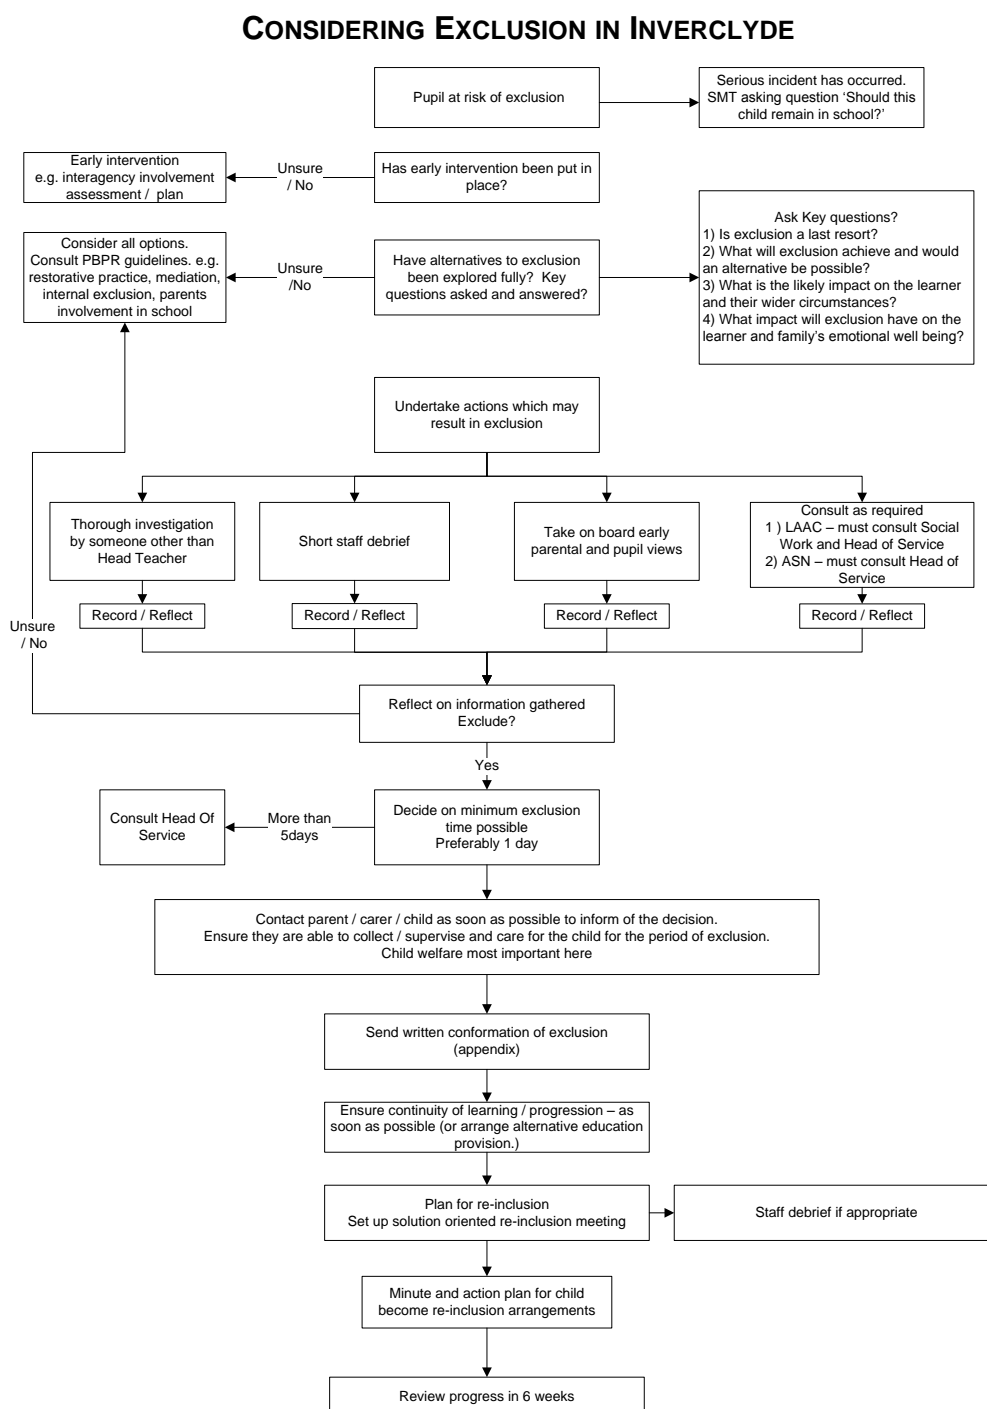 CONSIDERING EXCLUSION IN INVERCLYDE
Pupil at risk of exclusion
Serious incident has occurred.
SMT asking question ‘Should this
child remain in school?’
Early intervention
e.g. interagency involvement
assessment / plan
Unsure
/ No
Has early intervention been put in
place?
Consider all options.
Consult PBPR guidelines. e.g.
restorative practice, mediation,
internal exclusion, parents
involvement in school
Unsure
/No
Have alternatives to exclusion
been explored fully? Key
questions asked and answered?
Ask Key questions?
1) Is exclusion a last resort?
2) What will exclusion achieve and would
an alternative be possible?
3) What is the likely impact on the learner
and their wider circumstances?
4) What impact will exclusion have on the
learner and family’s emotional well being?
Undertake actions which may
result in exclusion
Thorough investigation
by someone other than
Head Teacher
Short staff debrief
Take on board early
parental and pupil views
Consult as required
1 ) LAAC – must consult Social
Work and Head of Service
2) ASN – must consult Head of
Service
Record / Reflect
Record / Reflect
Record / Reflect
Record / Reflect
Unsure
/ No
Reflect on information gathered
Exclude?
Yes
Consult Head Of
Service
More than
5days
Decide on minimum exclusion
time possible
Preferably 1 day
Contact parent / carer / child as soon as possible to inform of the decision.
Ensure they are able to collect / supervise and care for the child for the period of exclusion.
Child welfare most important here
Send written conformation of exclusion
(appendix)
Ensure continuity of learning / progression – as
soon as possible (or arrange alternative education
provision.)
Plan for re-inclusion
Set up solution oriented re-inclusion meeting
Staff debrief if appropriate
Minute and action plan for child
become re-inclusion arrangements
Review progress in 6 weeks